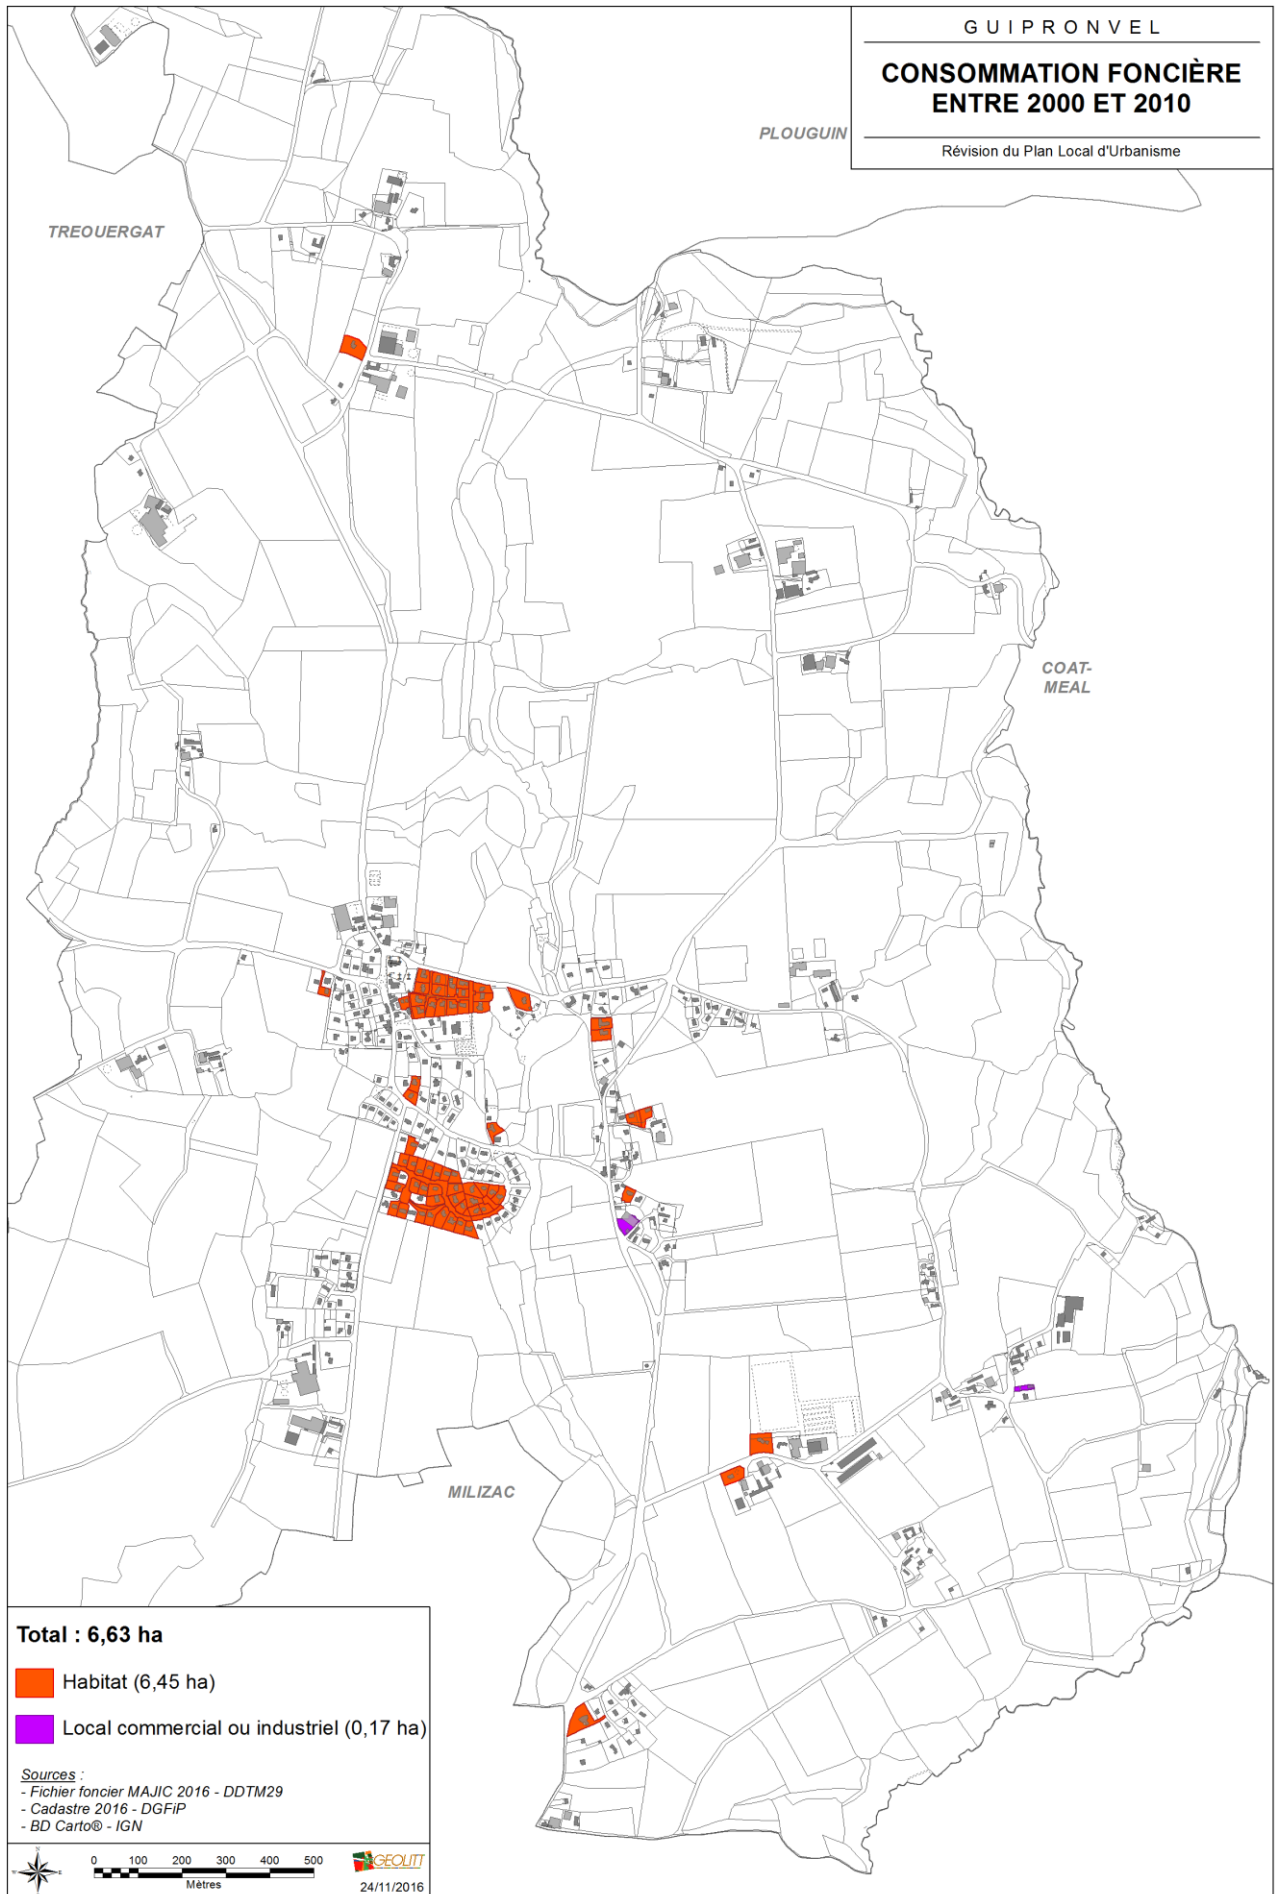 GUIPRONVEL
CONSOMMATION FONCIÈRE
ENTRE 2000 ET 2010
Révision du Plan Local d'Urbanisme
PLOUGUIN
TREOUERGAT
COAT-
MEAL
MILIZAC
Total : 6,63 ha
Habitat (6,45 ha)
Local commercial ou industriel (0,17 ha)
Sources :
- Fichier foncier MAJIC 2016 - DDTM29
- Cadastre 2016 - DGFiP
- BD Carto® - IGN
0 100 200 300 400 500
Mètres
GEOLITT
24/11/2016